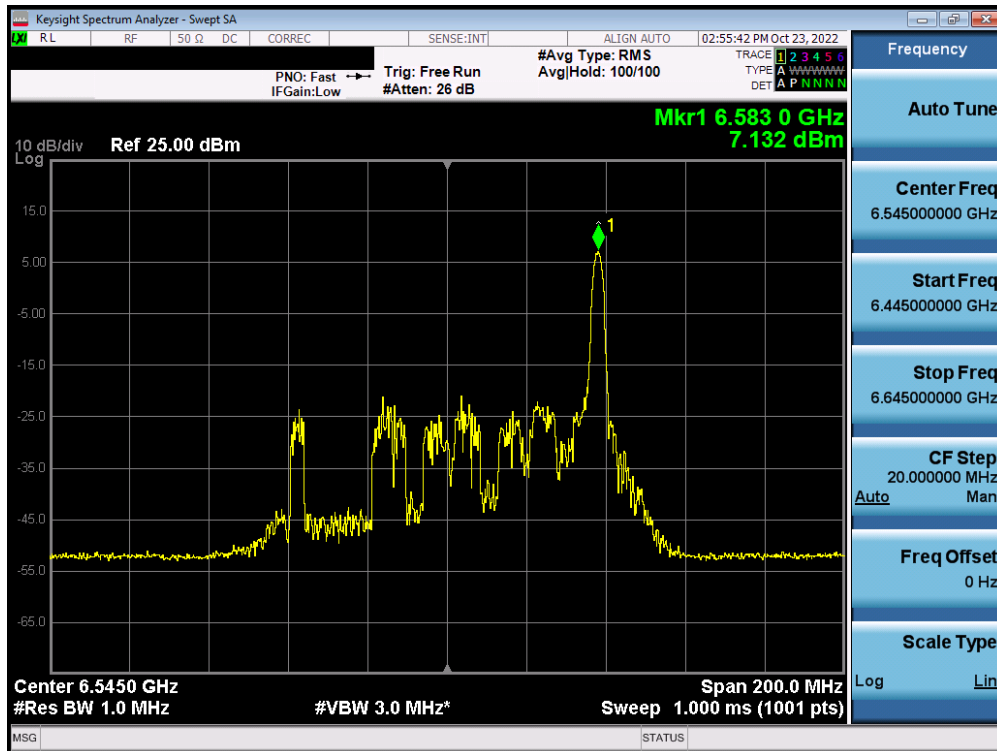 Keysight Spectrum Analyzer - Swept SA
LXI RL RF 50 Ω DC CORREC SENSE:INT ALIGN AUTO 02:55:42 PM Oct 23, 2022
PNO: Fast
IFGain:Low
Trig: Free Run
#Atten: 26 dB
#Avg Type: RMS
Avg|Hold: 100/100
TRACE 1 2 3 4 5 6
TYPE A WWWWW
DET A P N N N N
Mkr1 6.583 0 GHz
7.132 dBm
10 dB/div Ref 25.00 dBm
Log
15.0
5.00
-5.00
-15.0
-25.0
-35.0
-45.0
-55.0
-65.0
1
Center 6.5450 GHz Span 200.0 MHz
#Res BW 1.0 MHz #VBW 3.0 MHz* Sweep 1.000 ms (1001 pts)
MSG STATUS
Frequency
Auto Tune
Center Freq
6.545000000 GHz
Start Freq
6.445000000 GHz
Stop Freq
6.645000000 GHz
CF Step
20.000000 MHz
Auto Man
Freq Offset
0 Hz
Scale Type
Log Lin